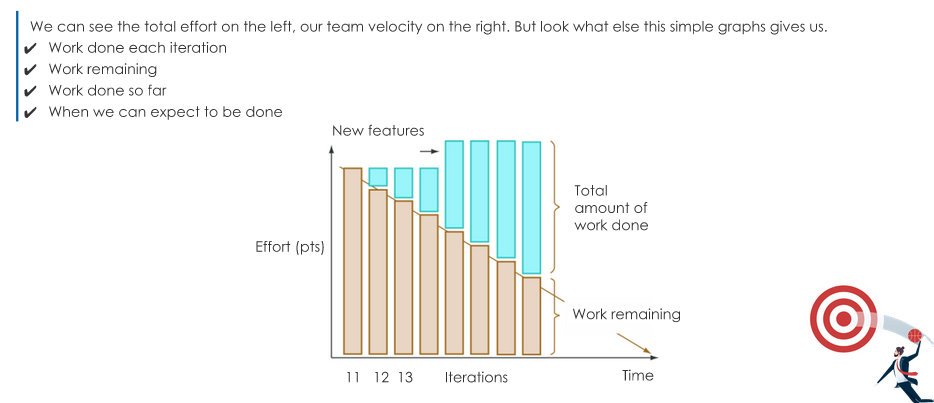 We can see the total effort on the left, our team velocity on the right. But look what else this simple graphs gives us.
✔ Work done each iteration
✔ Work remaining
✔ Work done so far
✔ When we can expect to be done
New features
Total
amount of
work done
Effort (pts)
Work remaining
11 12 13 Iterations Time